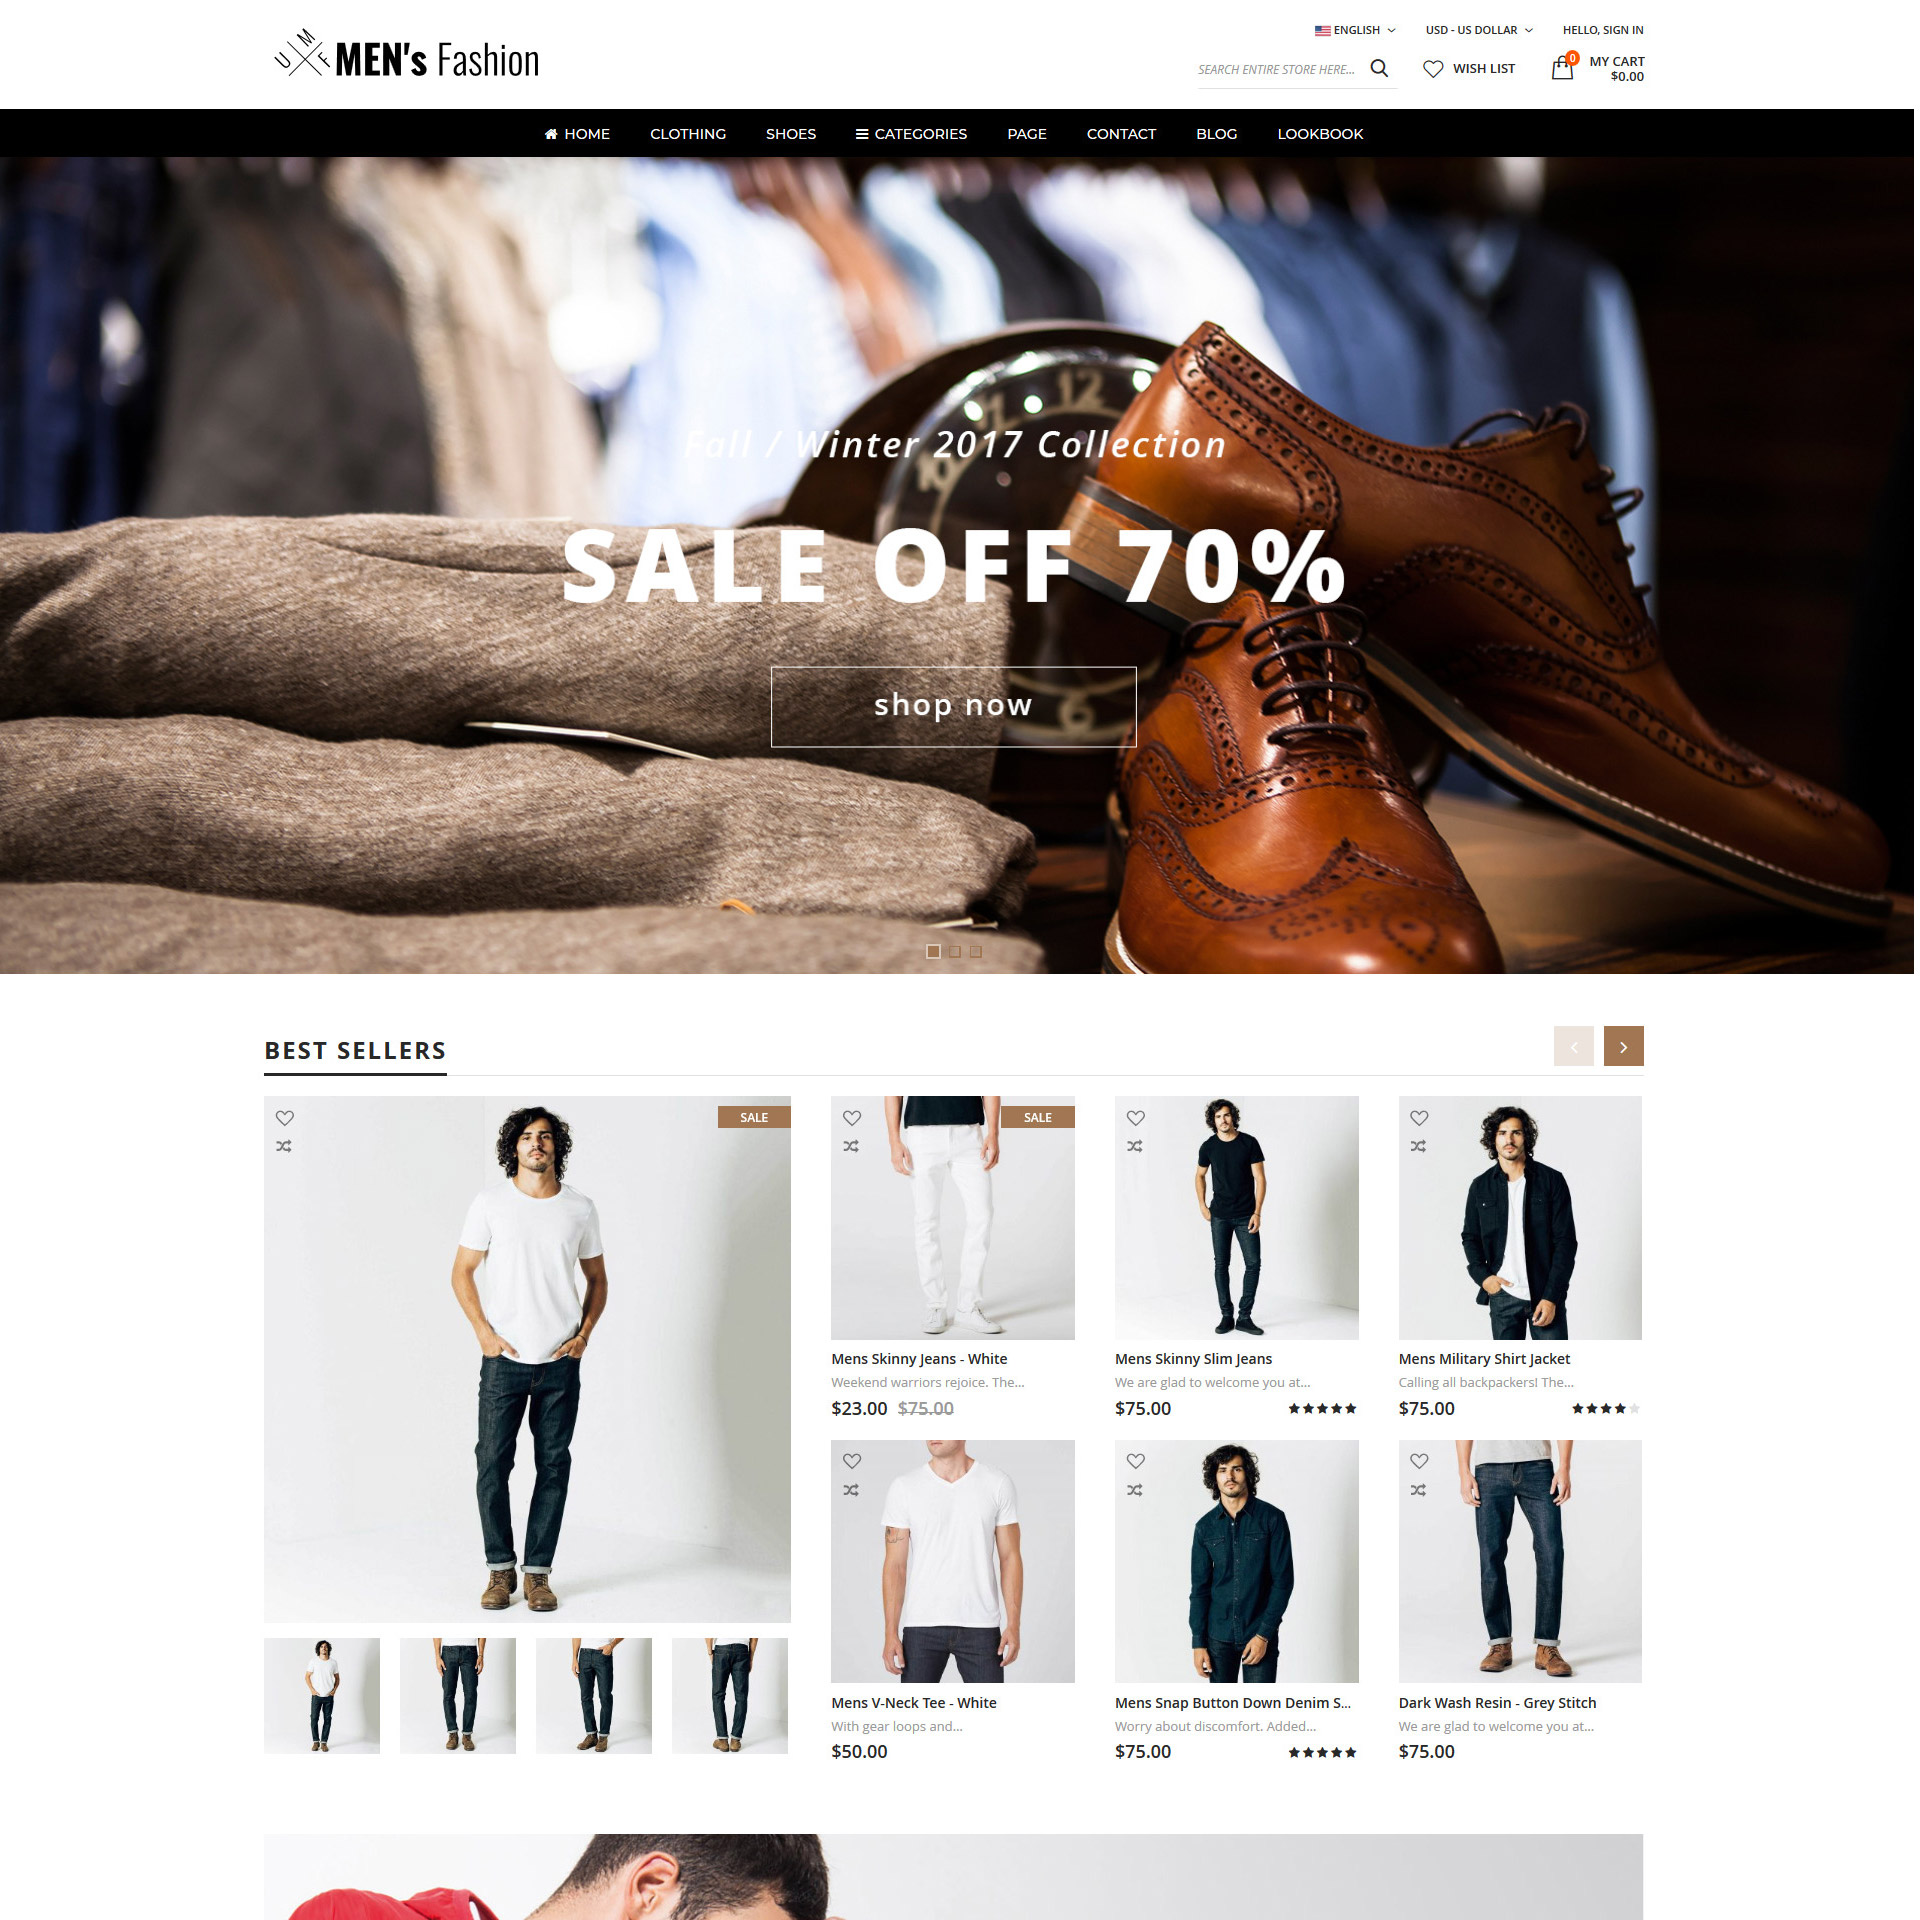 ENGLISH
USD - US DOLLAR
HELLO, SIGN IN
UMF
MEN's Fashion
SEARCH ENTIRE STORE HERE...
WISH LIST
0
MY CART
$0.00
HOME
CLOTHING
SHOES
CATEGORIES
PAGE
CONTACT
BLOG
LOOKBOOK
12
11
10
Fall / Winter 2017 Collection
SALE OFF 70%
shop now
6
BEST SELLERS
SALE
SALE
Mens Skinny Jeans - White
Weekend warriors rejoice. The...
$23.00 $75.00
Mens Skinny Slim Jeans
We are glad to welcome you at...
$75.00
Mens Military Shirt Jacket
Calling all backpackers! The...
$75.00
Mens V-Neck Tee - White
With gear loops and...
$50.00
Mens Snap Button Down Denim S...
Worry about discomfort. Added...
$75.00
Dark Wash Resin - Grey Stitch
We are glad to welcome you at...
$75.00